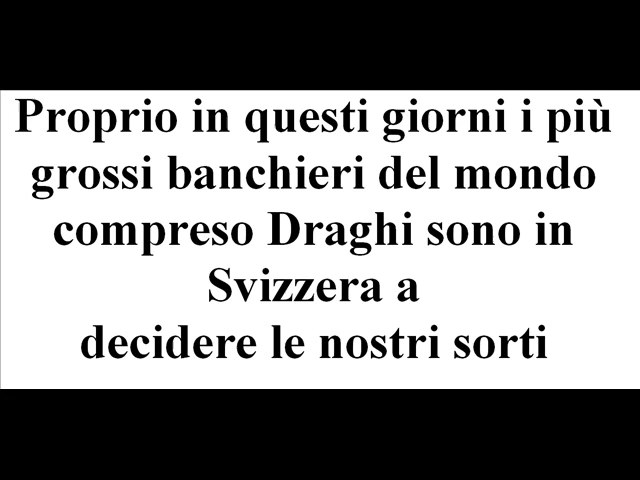 Proprio in questi giorni i più
grossi banchieri del mondo
compreso Draghi sono in
Svizzera a
decidere le nostri sorti